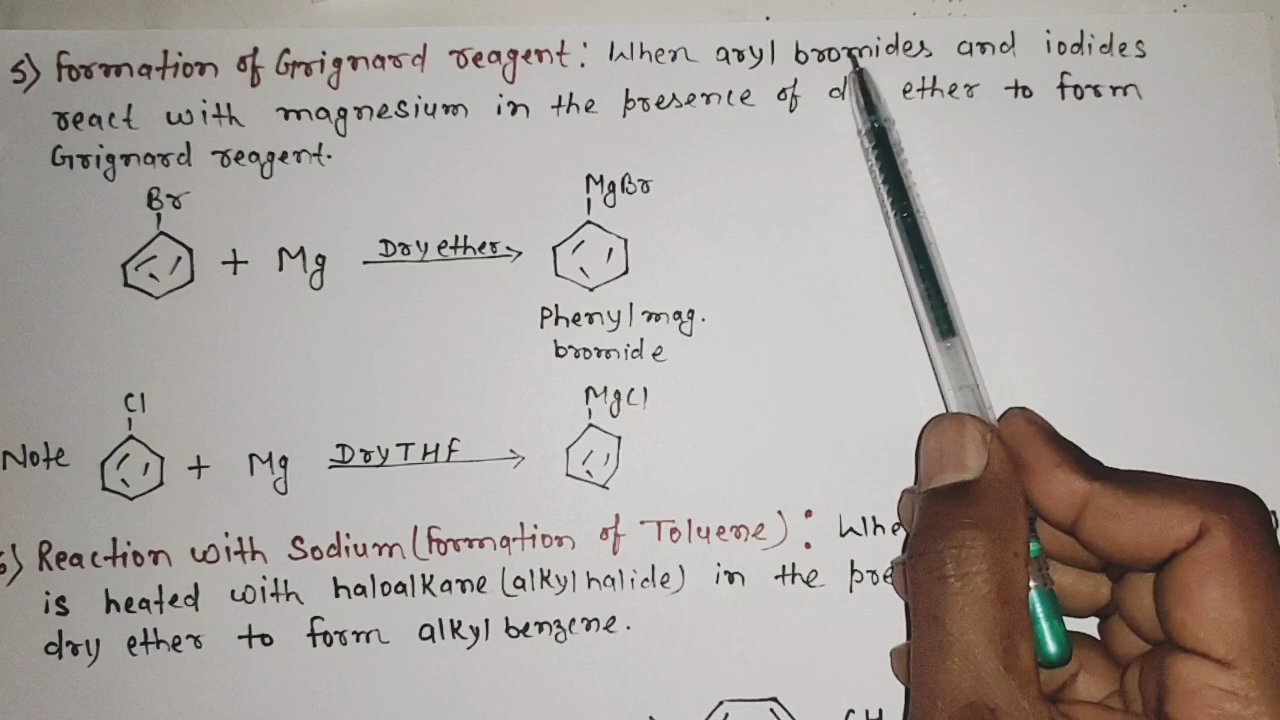 5) Formation of Grignard reagent: When aryl bromides and iodides
react with magnesium in the presence of ether to form
Grignard reagent.
Br
+ Mg Dry ether
MgBr
Phenyl mag.
bromide
Note
Cl
+ Mg Dry THF
MgCl
6) Reaction with Sodium (Formation of Toluene):
is heated with haloalkane (alkyl halide) in the
dry ether to form alkyl benzene.